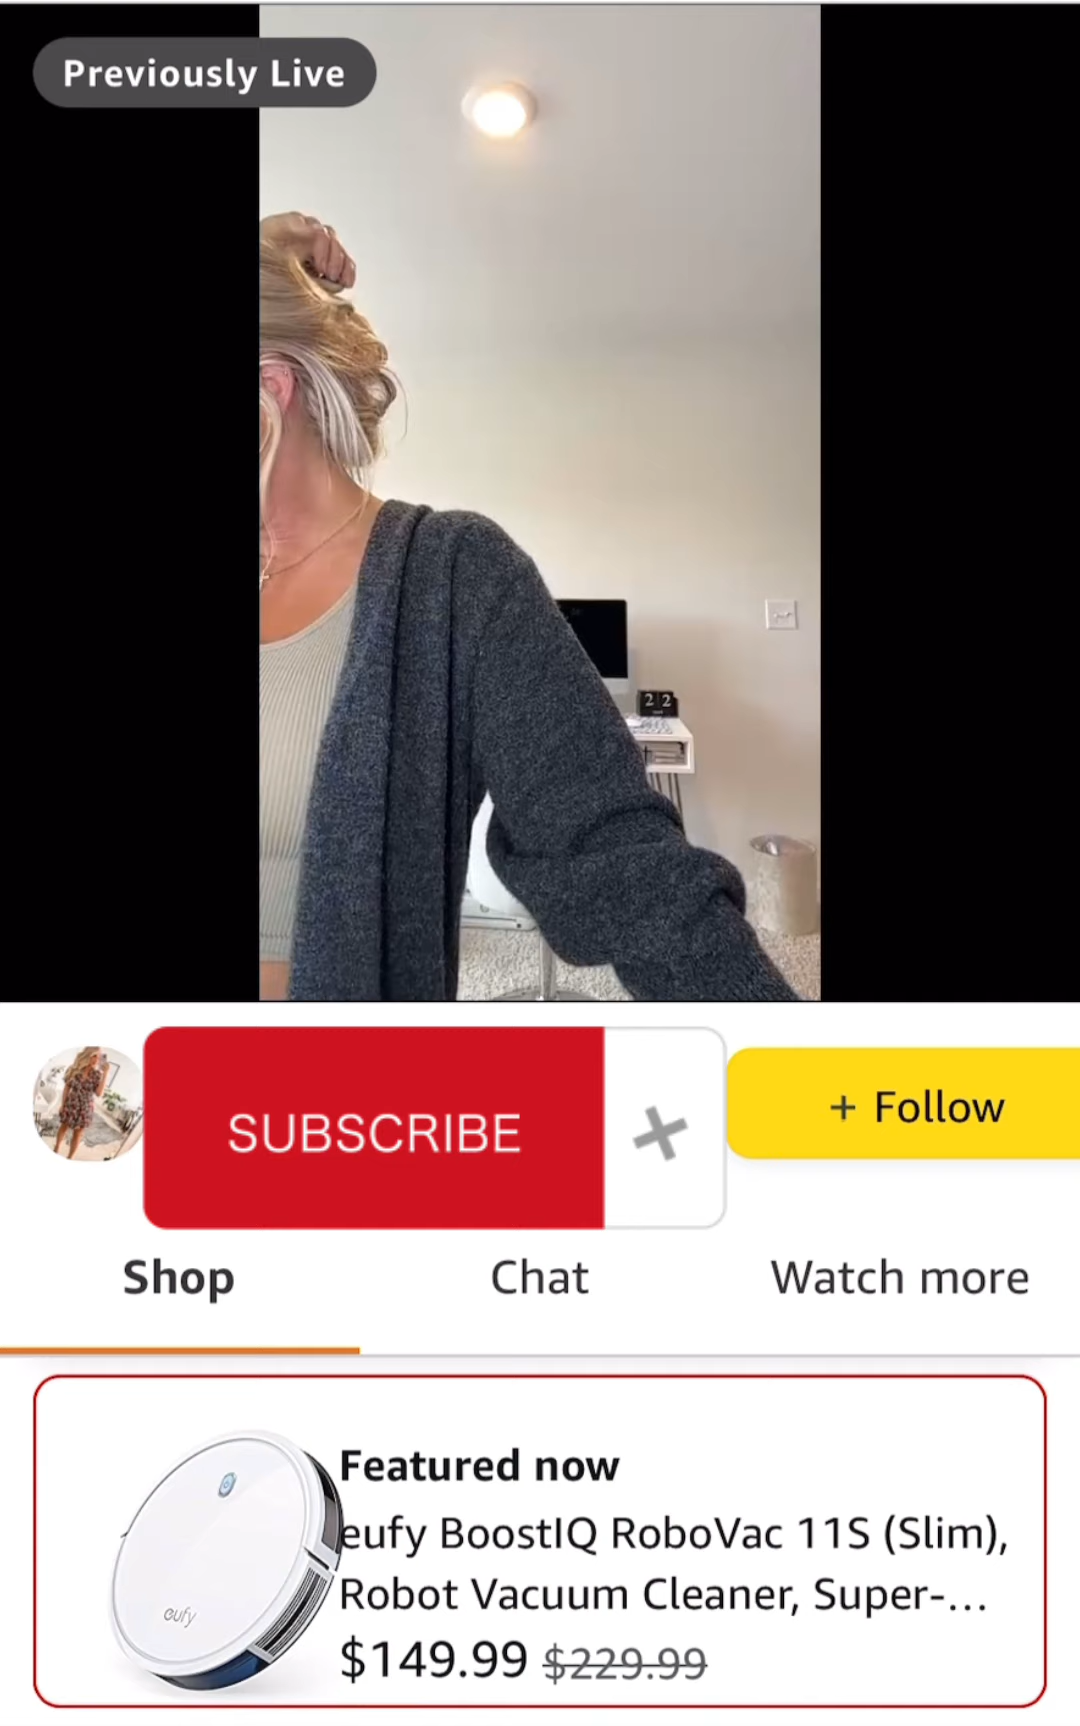 Previously Live
22
SUBSCRIBE
+ Follow
Shop
Chat
Watch more
Featured now
eufy BoostIQ RoboVac 11S (Slim),
Robot Vacuum Cleaner, Super-...
$149.99 $229.99
eufy